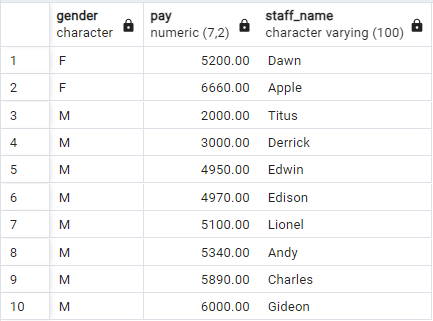 gender pay staff_name
character numeric (7,2) character varying (100)
1 F 5200.00 Dawn
2 F 6660.00 Apple
3 M 2000.00 Titus
4 M 3000.00 Derrick
5 M 4950.00 Edwin
6 M 4970.00 Edison
7 M 5100.00 Lionel
8 M 5340.00 Andy
9 M 5890.00 Charles
10 M 6000.00 Gideon